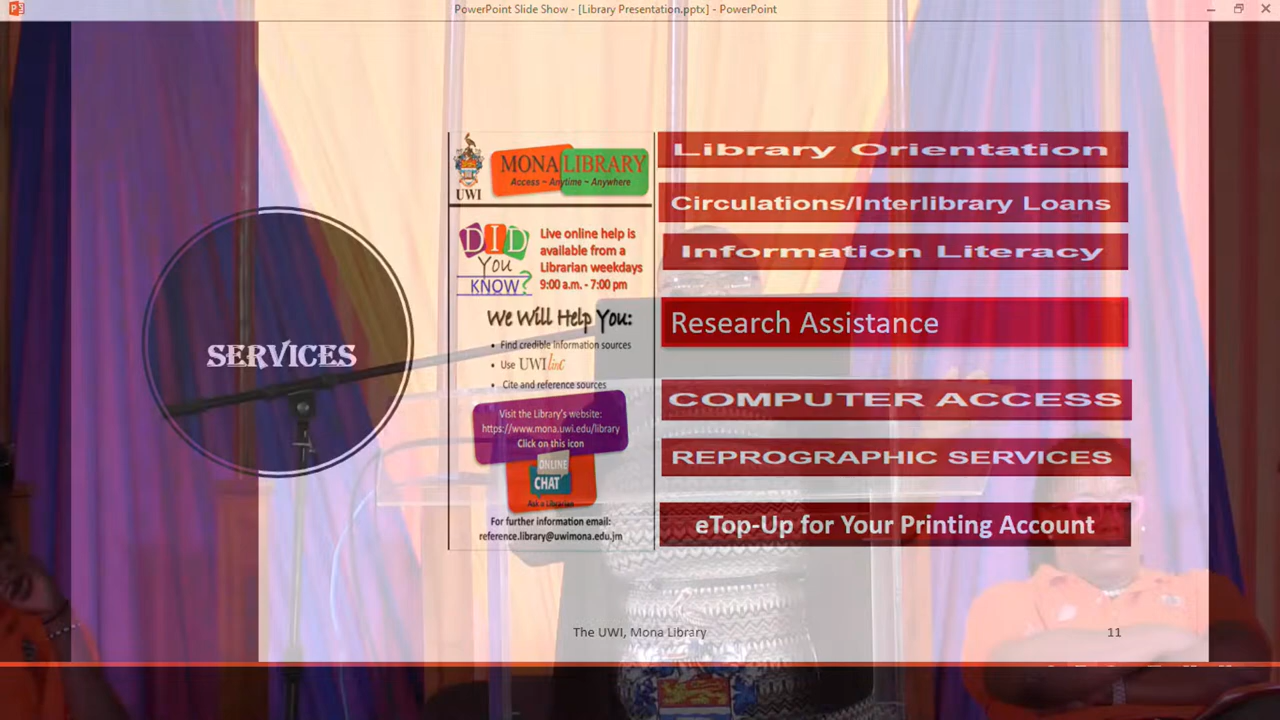 PowerPoint Slide Show - [Library Presentation.pptx] - PowerPoint
SERVICES
UWI
MONA LIBRARY
Access ~ Anytime ~ Anywhere
DID
You
KNOW?
Live online help is
available from a
Librarian weekdays
9:00 a.m. - 7:00 pm
We Will Help You:
• Find credible information sources
• Use UWIlinC
• Cite and reference sources
Visit the Library's website:
https://www.mona.uwi.edu/library
Click on this icon
ONLINE
CHAT
Ask a Librarian
For further information email:
reference.library@uwimona.edu.jm
Library Orientation
Circulations/Interlibrary Loans
Information Literacy
Research Assistance
COMPUTER ACCESS
REPROGRAPHIC SERVICES
eTop-Up for Your Printing Account
The UWI, Mona Library
11